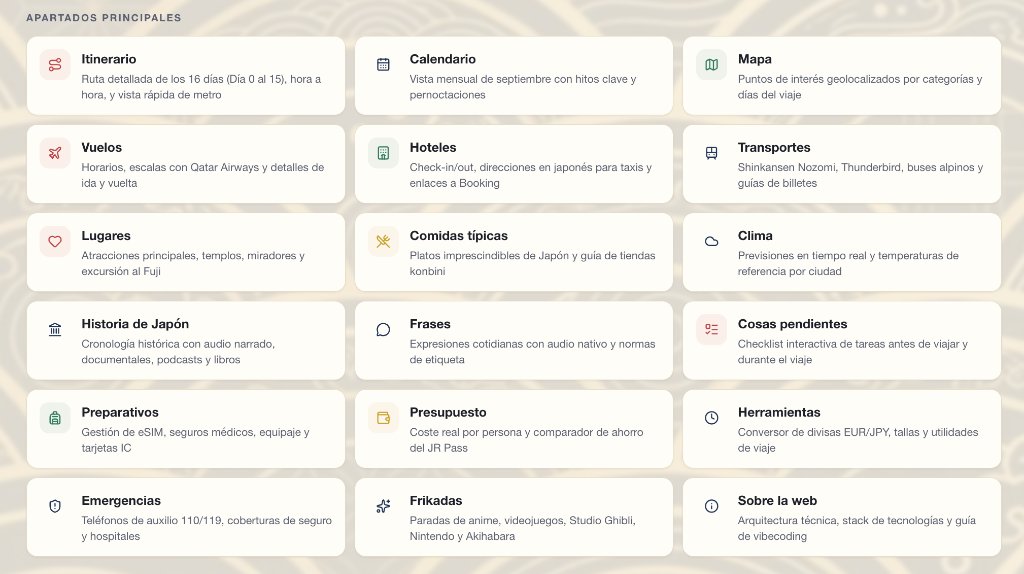 APARTADOS PRINCIPALES
Itinerario
Ruta detallada de los 16 días (Día 0 al 15), hora a
hora, y vista rápida de metro
Calendario
Vista mensual de septiembre con hitos clave y
pernoctaciones
Mapa
Puntos de interés geolocalizados por categorías y
días del viaje
Vuelos
Horarios, escalas con Qatar Airways y detalles de
ida y vuelta
Hoteles
Check-in/out, direcciones en japonés para taxis y
enlaces a Booking
Transportes
Shinkansen Nozomi, Thunderbird, buses alpinos y
guías de billetes
Lugares
Atracciones principales, templos, miradores y
excursión al Fuji
Comidas típicas
Platos imprescindibles de Japón y guía de tiendas
konbini
Clima
Previsiones en tiempo real y temperaturas de
referencia por ciudad
Historia de Japón
Cronología histórica con audio narrado,
documentales, podcasts y libros
Frases
Expresiones cotidianas con audio nativo y normas
de etiqueta
Cosas pendientes
Checklist interactiva de tareas antes de viajar y
durante el viaje
Preparativos
Gestión de eSIM, seguros médicos, equipaje y
tarjetas IC
Presupuesto
Coste real por persona y comparador de ahorro
del JR Pass
Herramientas
Conversor de divisas EUR/JPY, tallas y utilidades
de viaje
Emergencias
Teléfonos de auxilio 110/119, coberturas de seguro
y hospitales
Frikadas
Paradas de anime, videojuegos, Studio Ghibli,
Nintendo y Akihabara
Sobre la web
Arquitectura técnica, stack de tecnologías y guía
de vibecoding